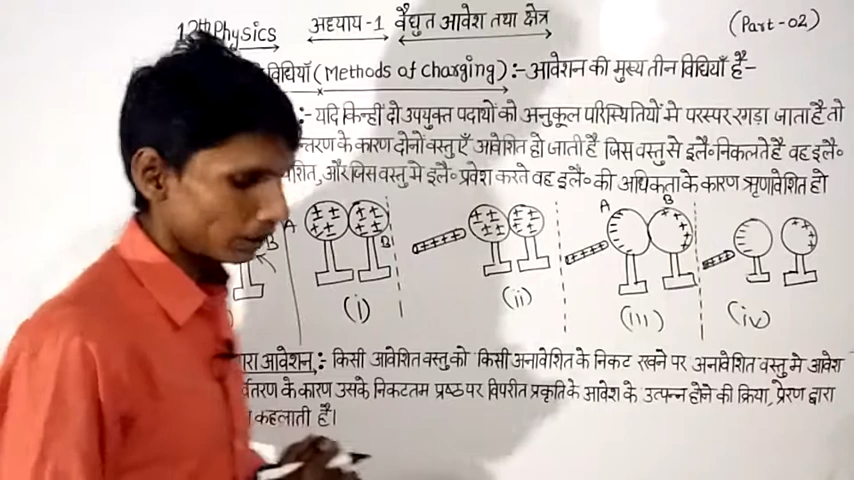 12th Physics अध्याय-1 वैद्युत आवेश तथा क्षेत्र (Part-02)
विधियाँ (Methods of charging) :- आवेशन की मुख्य तीन विधियाँ है-
:- यदि किन्हीं दो उपयुक्त पदार्थो को अनुकूल परिस्थितियों मे परस्पर रगड़ा जाता है तो
न्तरण के कारण दोनों वस्तुएँ आवेशित हो जाती है जिस वस्तु से इलै॰ निकलते है वह इलै॰
और जिस वस्तु मे इलै॰ प्रवेश करते वह इलै॰ की अधिकता के कारण ऋणावेशित हो
A B
B
A B
(i) (ii) (iii) (iv)
द्वारा आवेशन :- किसी आवेशित वस्तु को किसी अनावेशित के निकट रखने पर अनावेशित वस्तु मे आवेश
के कारण उसके निकटतम प्रष्ठ पर विपरीत प्रकृति के आवेश के उत्पन्न होने की क्रिया, प्रेरण द्वारा
कहलाती है।